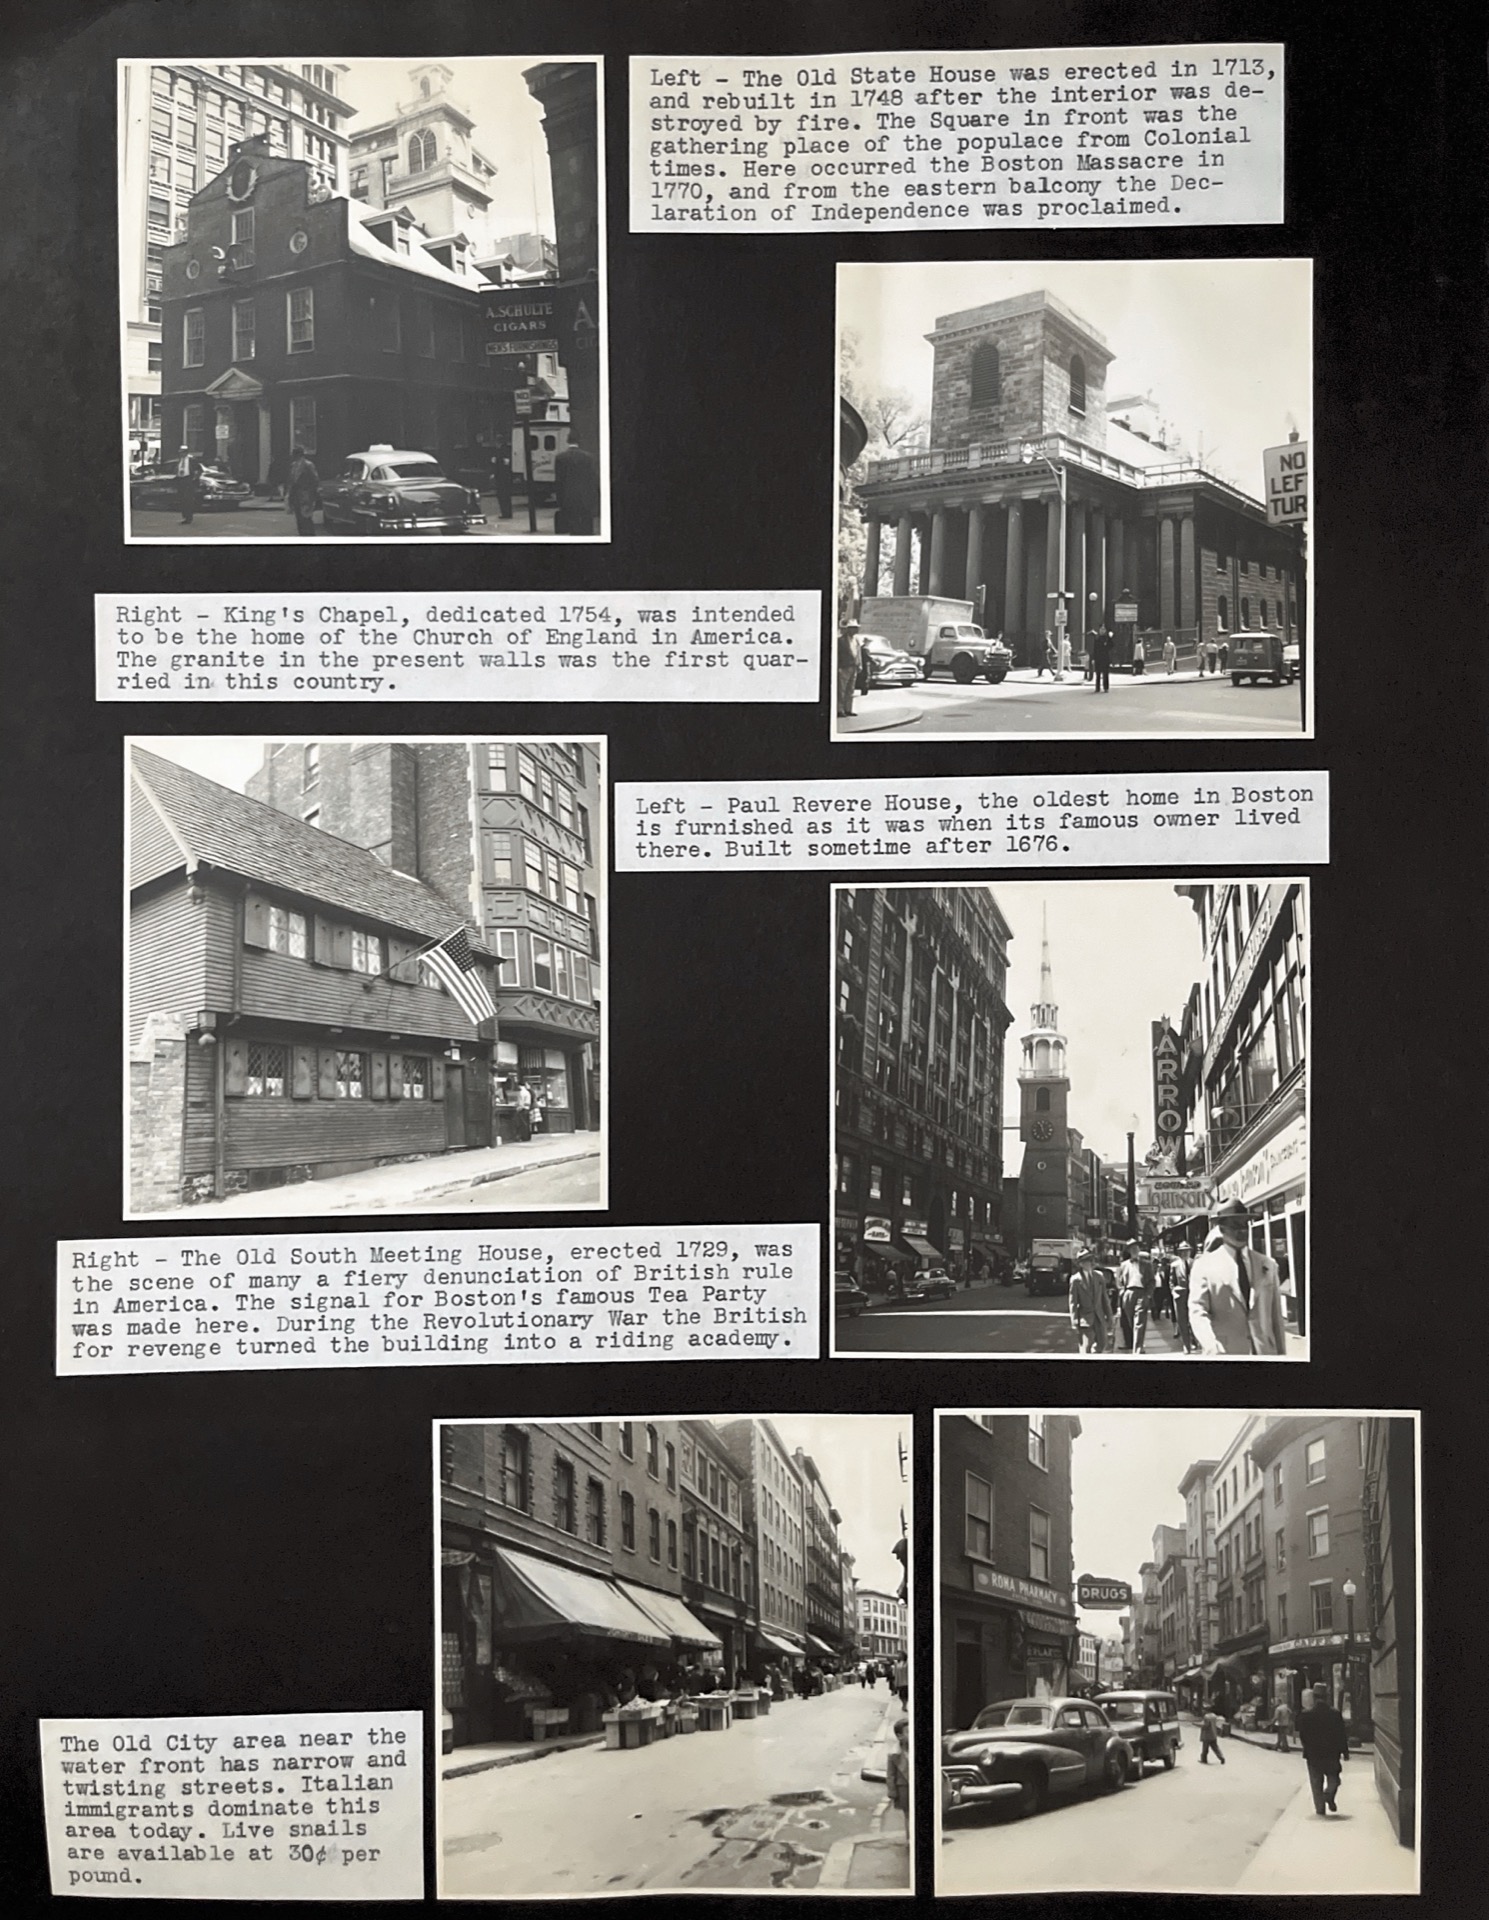 Left - The Old State House was erected in 1713,
and rebuilt in 1748 after the interior was de-
stroyed by fire. The Square in front was the
gathering place of the populace from Colonial
times. Here occurred the Boston Massacre in
1770, and from the eastern balcony the Dec-
laration of Independence was proclaimed.
A. SCHULTE
CIGARS
MEN'S FURNISHINGS
A
CIG
NO
LEFT
TUR
Right - King's Chapel, dedicated 1754, was intended
to be the home of the Church of England in America.
The granite in the present walls was the first quar-
ried in this country.
Left - Paul Revere House, the oldest home in Boston
is furnished as it was when its famous owner lived
there. Built sometime after 1676.
ARROW
JOHNSON'S
Right - The Old South Meeting House, erected 1729, was
the scene of many a fiery denunciation of British rule
in America. The signal for Boston's famous Tea Party
was made here. During the Revolutionary War the British
for revenge turned the building into a riding academy.
ROMA PHARMACY
DRUGS
CAFFE
The Old City area near the
water front has narrow and
twisting streets. Italian
immigrants dominate this
area today. Live snails
are available at 30¢ per
pound.